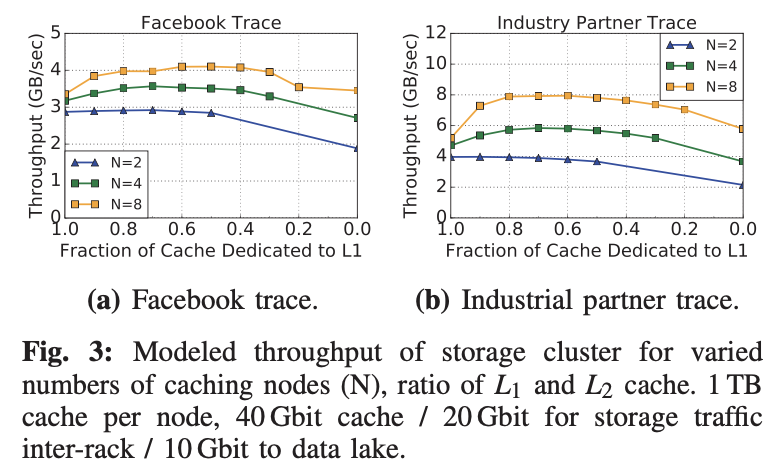 Facebook Trace
Throughput (GB/sec)
5
4
3
2
1
0
N=2
N=4
N=8
1.0 0.8 0.6 0.4 0.2 0.0
Fraction of Cache Dedicated to L1
Industry Partner Trace
Throughput (GB/sec)
12
10
8
6
4
2
0
N=2
N=4
N=8
1.0 0.8 0.6 0.4 0.2 0.0
Fraction of Cache Dedicated to L1
(a) Facebook trace.
(b) Industrial partner trace.
Fig. 3: Modeled throughput of storage cluster for varied
numbers of caching nodes (N), ratio of L1 and L2 cache. 1 TB
cache per node, 40 Gbit cache / 20 Gbit for storage traffic
inter-rack / 10 Gbit to data lake.